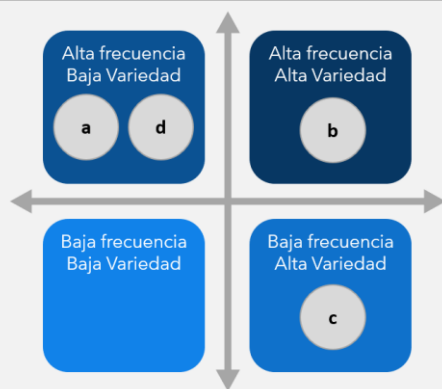 Alta frecuencia
Baja Variedad
a
d
Alta frecuencia
Alta Variedad
b
Baja frecuencia
Baja Variedad
Baja frecuencia
Alta Variedad
c